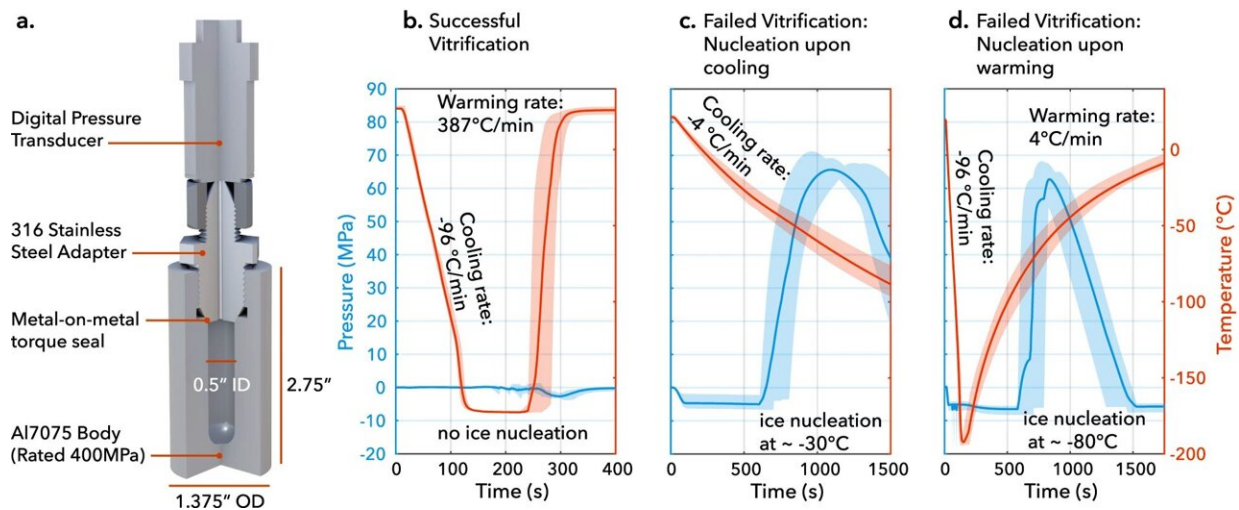 a.
Digital Pressure
Transducer
316 Stainless
Steel Adapter
Metal-on-metal
torque seal
0.5" ID
2.75"
Al7075 Body
(Rated 400MPa)
1.375" OD
b. Successful
Vitrification
Pressure (MPa)
90
80
70
60
50
40
30
20
10
0
-10
-20
Warming rate:
387°C/min
Cooling rate:
-96 °C/min
no ice nucleation
0 100 200 300 400
Time (s)
c. Failed Vitrification:
Nucleation upon
cooling
Cooling rate:
-4 °C/min
ice nucleation
at ~ -30°C
0 500 1000 1500
Time (s)
d. Failed Vitrification:
Nucleation upon
warming
Warming rate:
4°C/min
Cooling rate:
-96 °C/min
ice nucleation
at ~ -80°C
0 500 1000 1500
Time (s)
0
-50
-100
-150
-200
Temperature (°C)